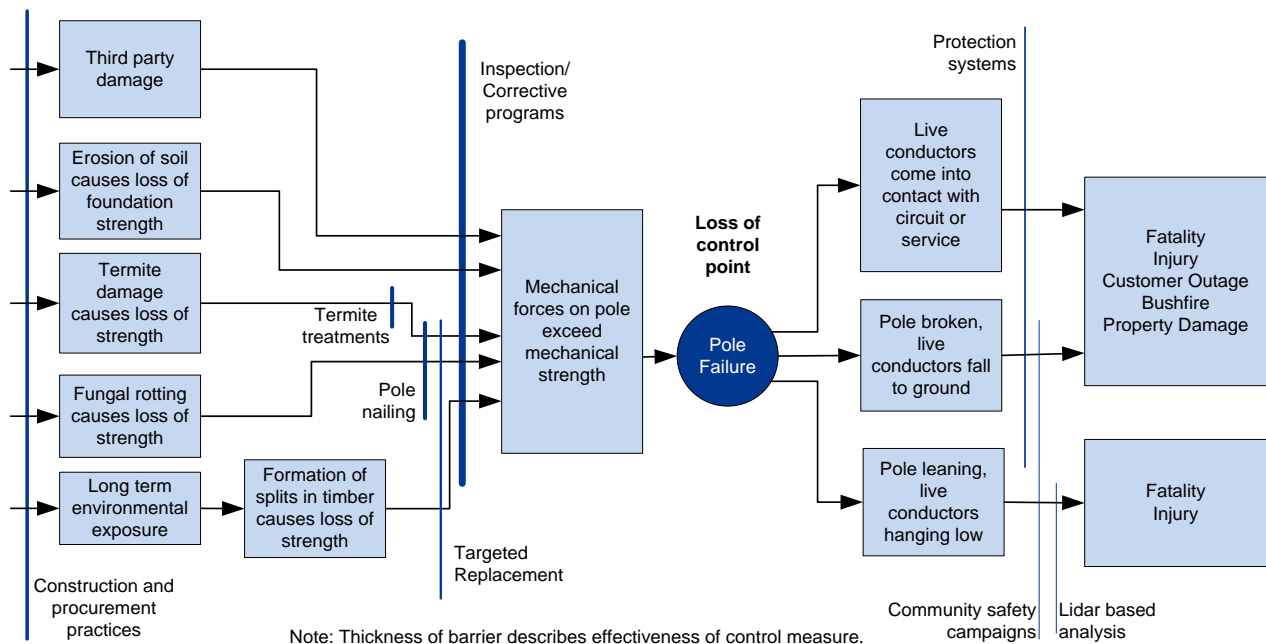 Third party
damage
Erosion of soil
causes loss of
foundation
strength
Termite
damage
causes loss of
strength
Fungal rotting
causes loss of
strength
Long term
environmental
exposure
Formation of
splits in timber
causes loss of
strength
Construction and
procurement
practices
Termite
treatments
Pole
nailing
Inspection/
Corrective
programs
Targeted
Replacement
Mechanical
forces on pole
exceed
mechanical
strength
Loss of
control
point
Pole
Failure
Protection
systems
Live
conductors
come into
contact with
circuit or
service
Pole broken,
live
conductors fall
to ground
Pole leaning,
live
conductors
hanging low
Fatality
Injury
Customer Outage
Bushfire
Property Damage
Fatality
Injury
Community safety
campaigns
Lidar based
analysis
Note: Thickness of barrier describes effectiveness of control measure.